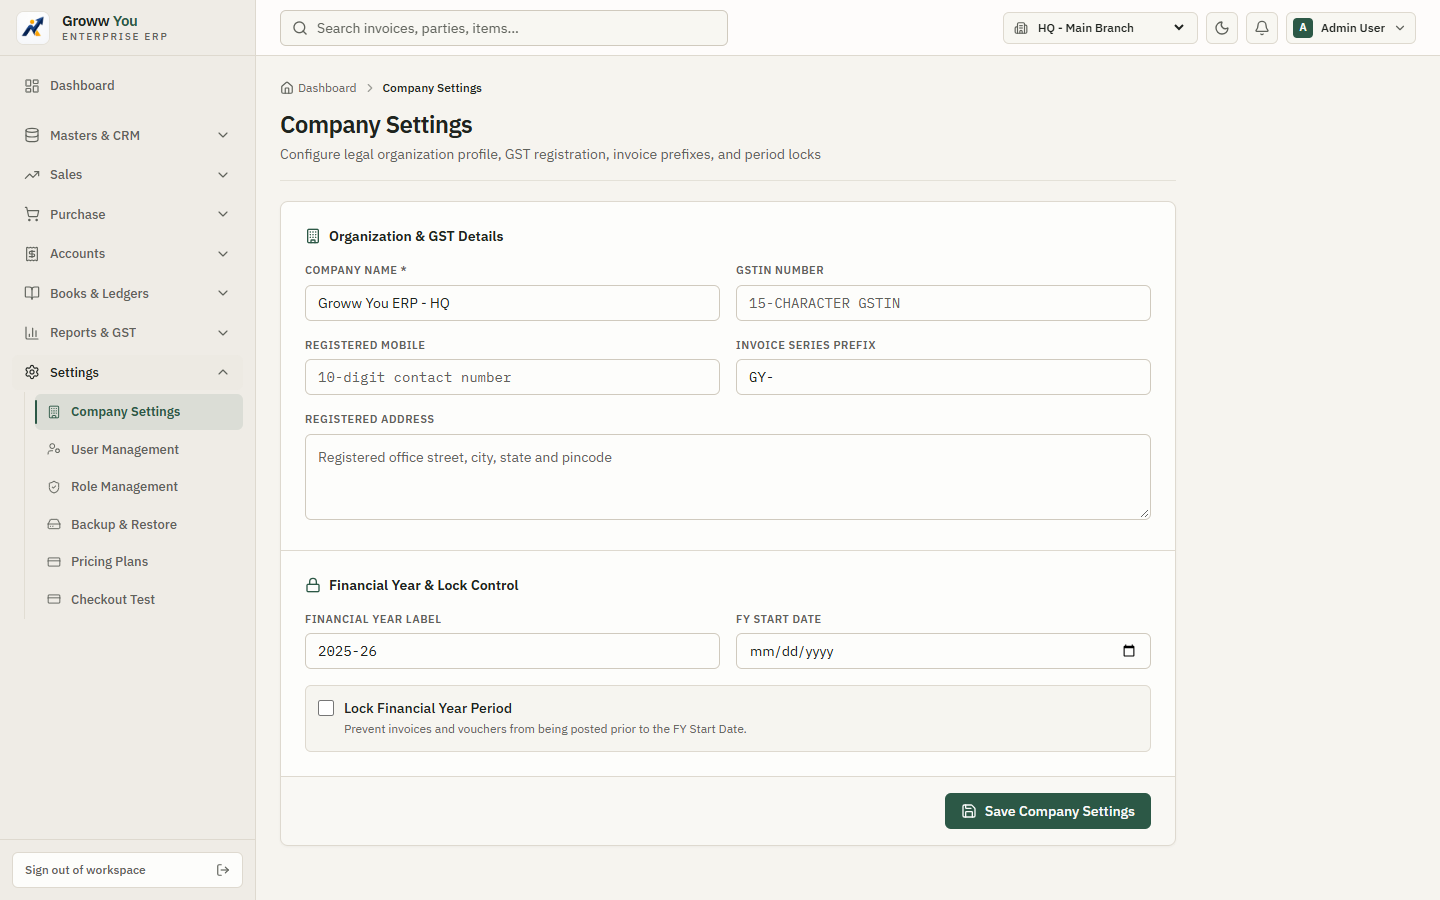 Groww You
ENTERPRISE ERP
Search invoices, parties, items...
HQ - Main Branch
A
Admin User
Dashboard
Masters & CRM
Sales
Purchase
Accounts
Books & Ledgers
Reports & GST
Settings
Company Settings
User Management
Role Management
Backup & Restore
Pricing Plans
Checkout Test
Sign out of workspace
Dashboard > Company Settings
Company Settings
Configure legal organization profile, GST registration, invoice prefixes, and period locks
Organization & GST Details
COMPANY NAME *
GSTIN NUMBER
Groww You ERP - HQ
15-CHARACTER GSTIN
REGISTERED MOBILE
INVOICE SERIES PREFIX
10-digit contact number
GY-
REGISTERED ADDRESS
Registered office street, city, state and pincode
Financial Year & Lock Control
FINANCIAL YEAR LABEL
FY START DATE
2025-26
mm/dd/yyyy
Lock Financial Year Period
Prevent invoices and vouchers from being posted prior to the FY Start Date.
Save Company Settings